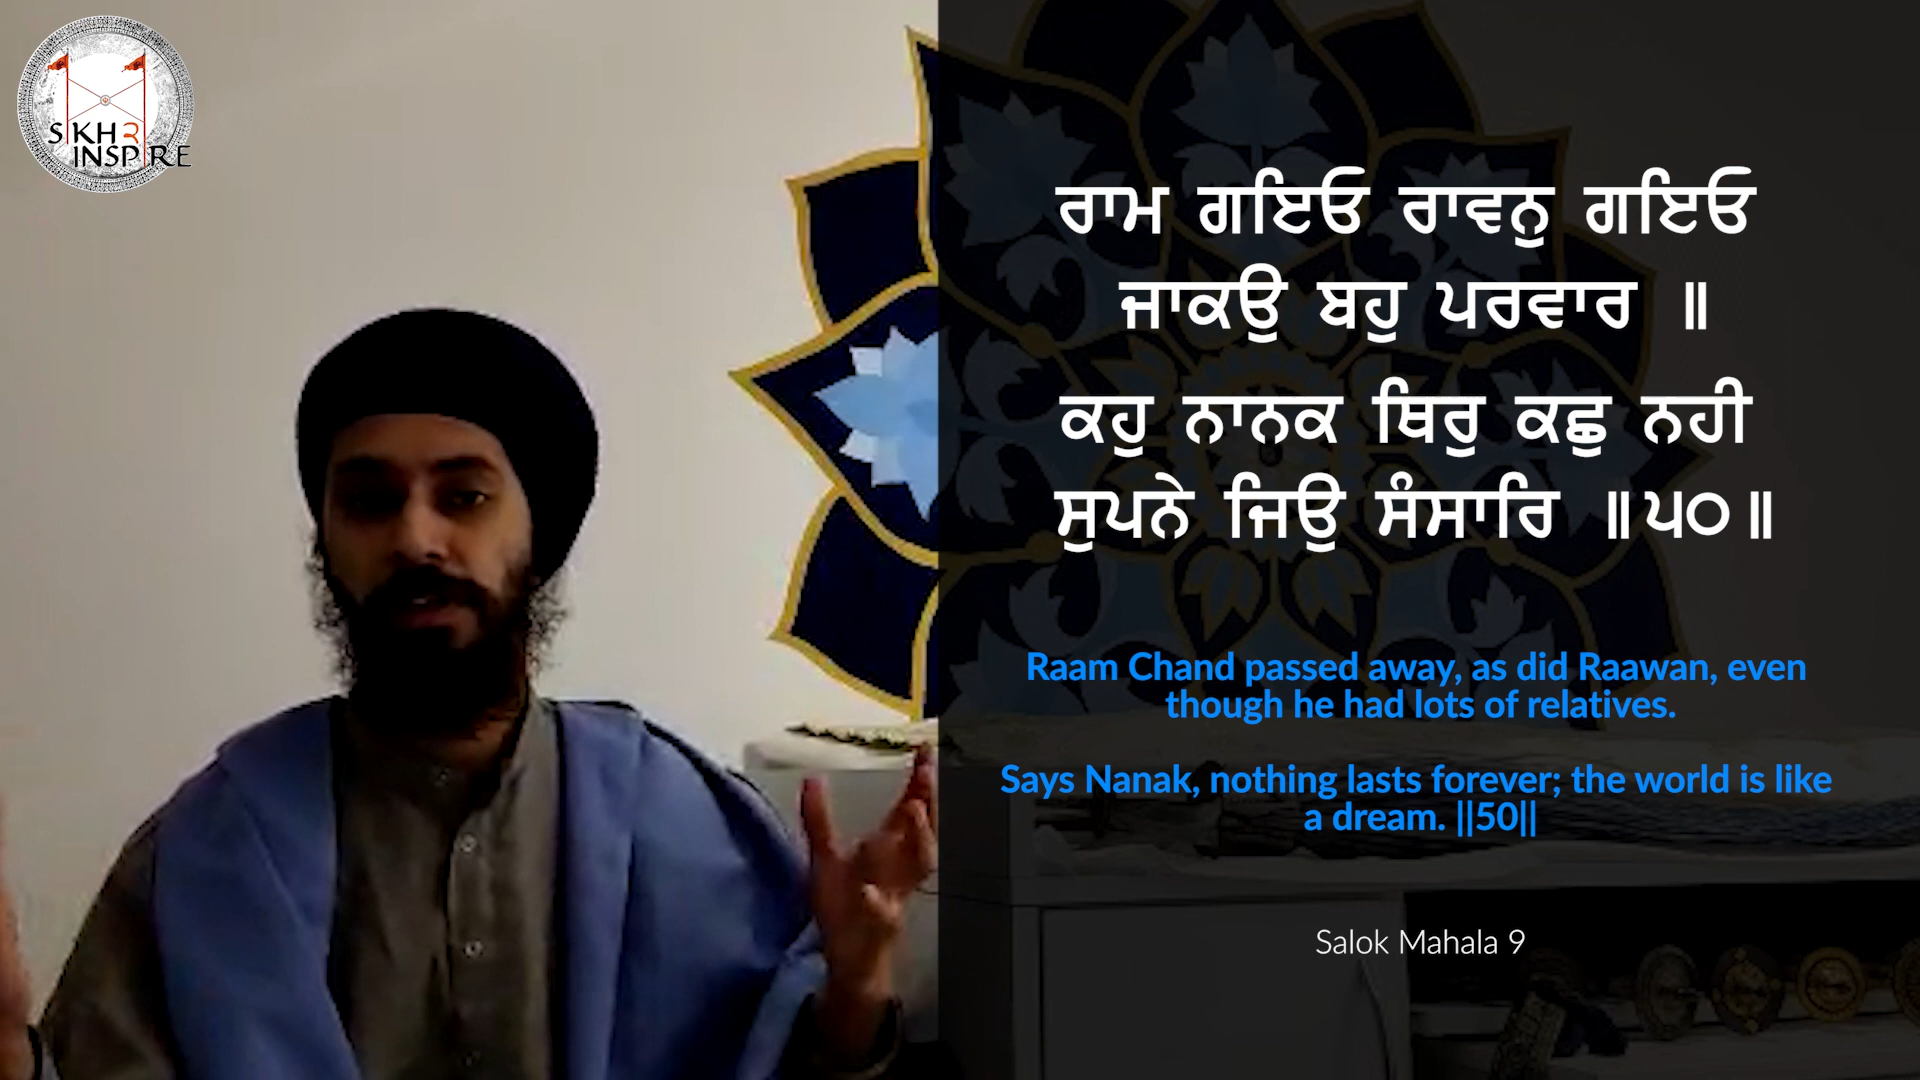 SIKH2
INSPIRE
ਰਾਮ ਗਇਓ ਰਾਵਨੁ ਗਇਓ
ਜਾਕਉ ਬਹੁ ਪਰਵਾਰ ॥
ਕਹੁ ਨਾਨਕ ਥਿਰੁ ਕਛੁ ਨਹੀ
ਸੁਪਨੇ ਜਿਉ ਸੰਸਾਰਿ ॥੫੦॥
Raam Chand passed away, as did Raawan, even
though he had lots of relatives.
Says Nanak, nothing lasts forever; the world is like
a dream. ||50||
Salok Mahala 9